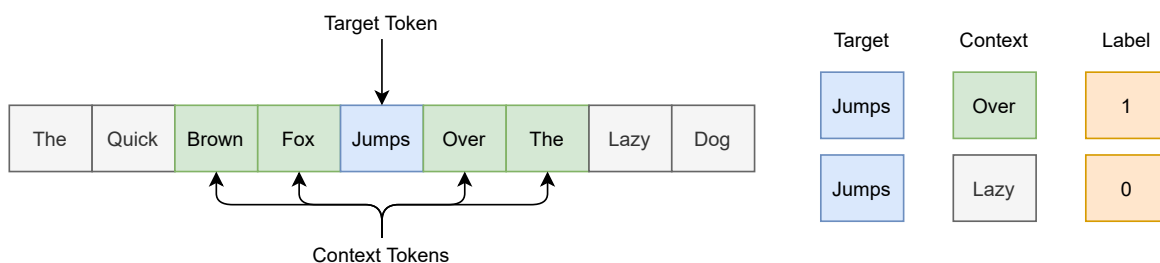 Target Token
The Quick Brown Fox Jumps Over The Lazy Dog
Context Tokens
Target Context Label
Jumps Over 1
Jumps Lazy 0